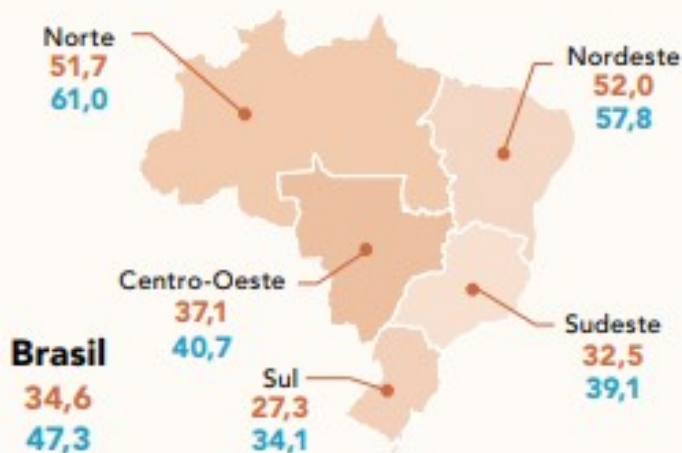 Norte
51,7
61,0
Nordeste
52,0
57,8
Centro-Oeste
37,1
40,7
Sudeste
32,5
39,1
Brasil
34,6
47,3
Sul
27,3
34,1